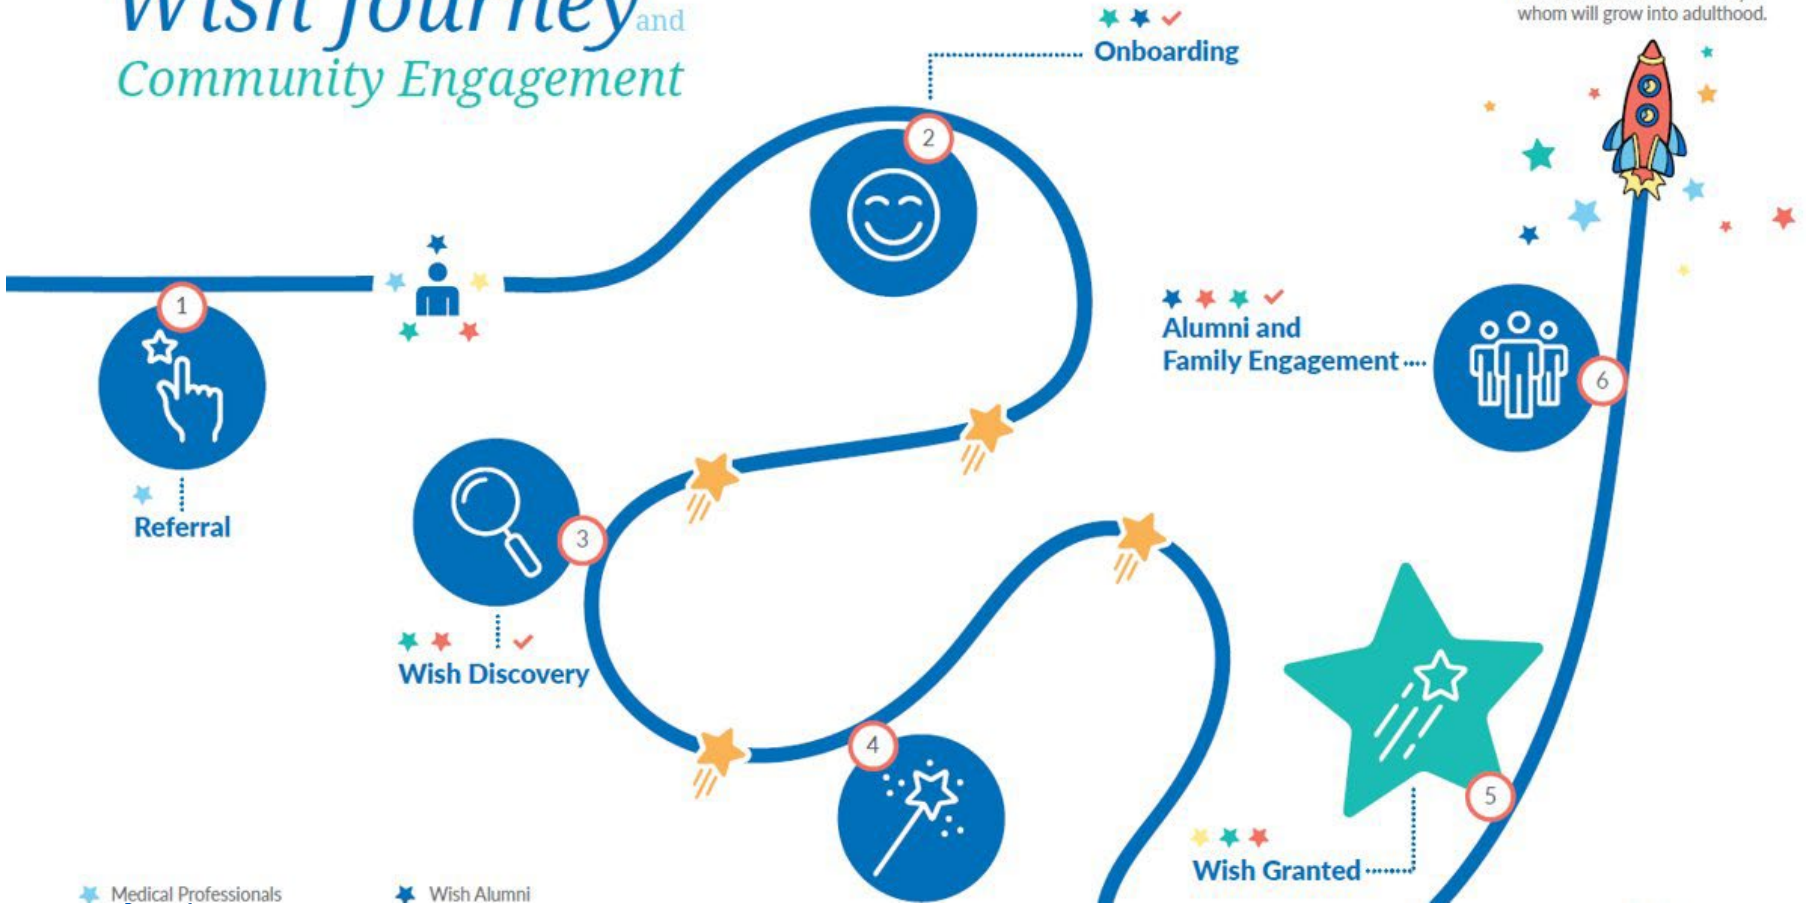 Wish Journey and
Community Engagement
whom will grow into adulthood.
Onboarding
2
1
Alumni and
Family Engagement
6
Referral
3
Wish Discovery
4
5
Wish Granted
Medical Professionals
Wish Alumni